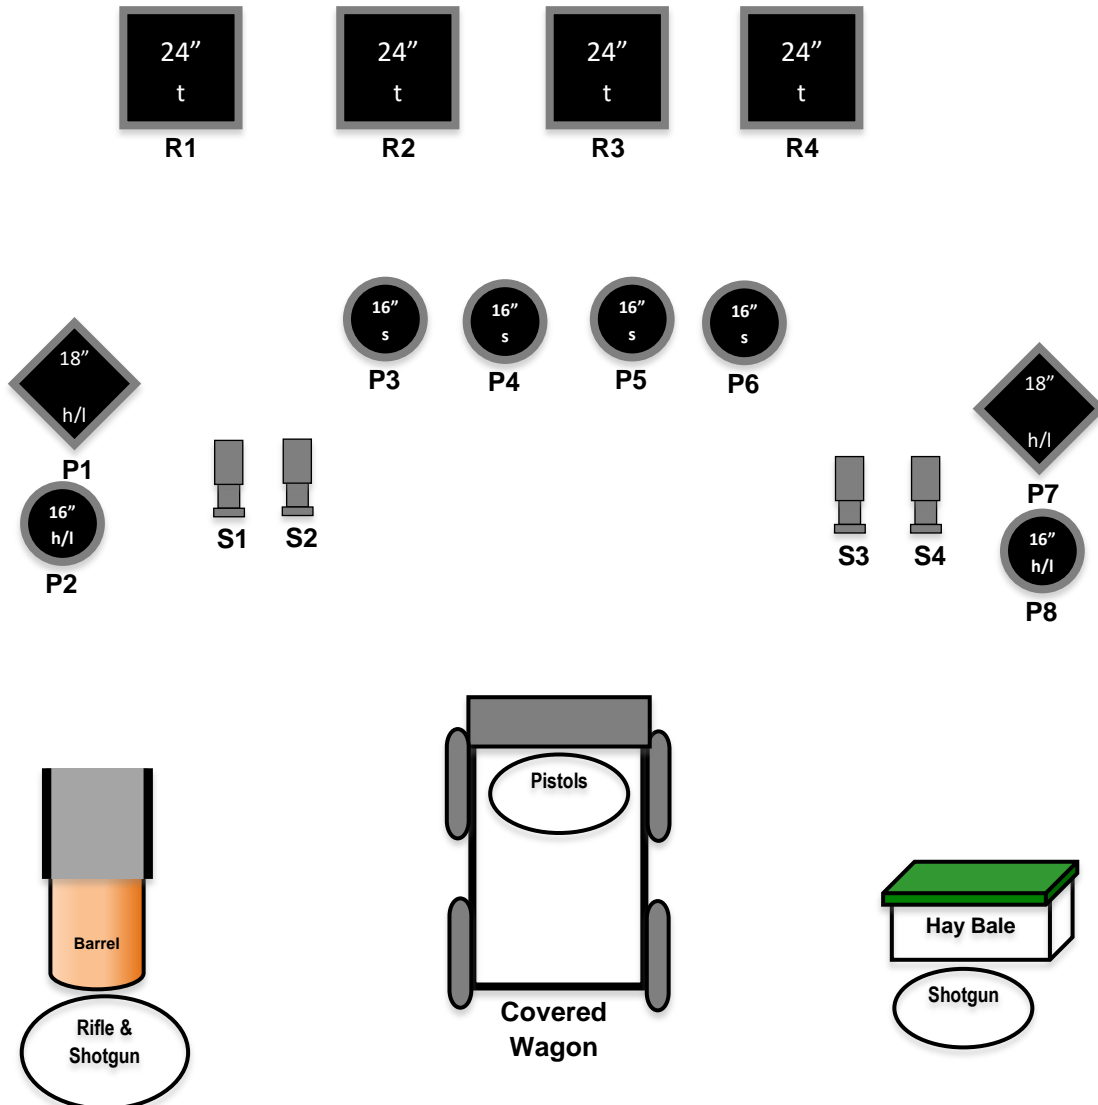 24”
t
R1
24”
t
R2
24”
t
R3
24”
t
R4
16”
s
P3
16”
s
P4
16”
s
P5
16”
s
P6
18”
h/l
P1
16”
h/l
P2
S1
S2
S3
S4
18”
h/l
P7
16”
h/l
P8
Pistols
Barrel
Rifle &
Shotgun
Covered
Wagon
Hay Bale
Shotgun